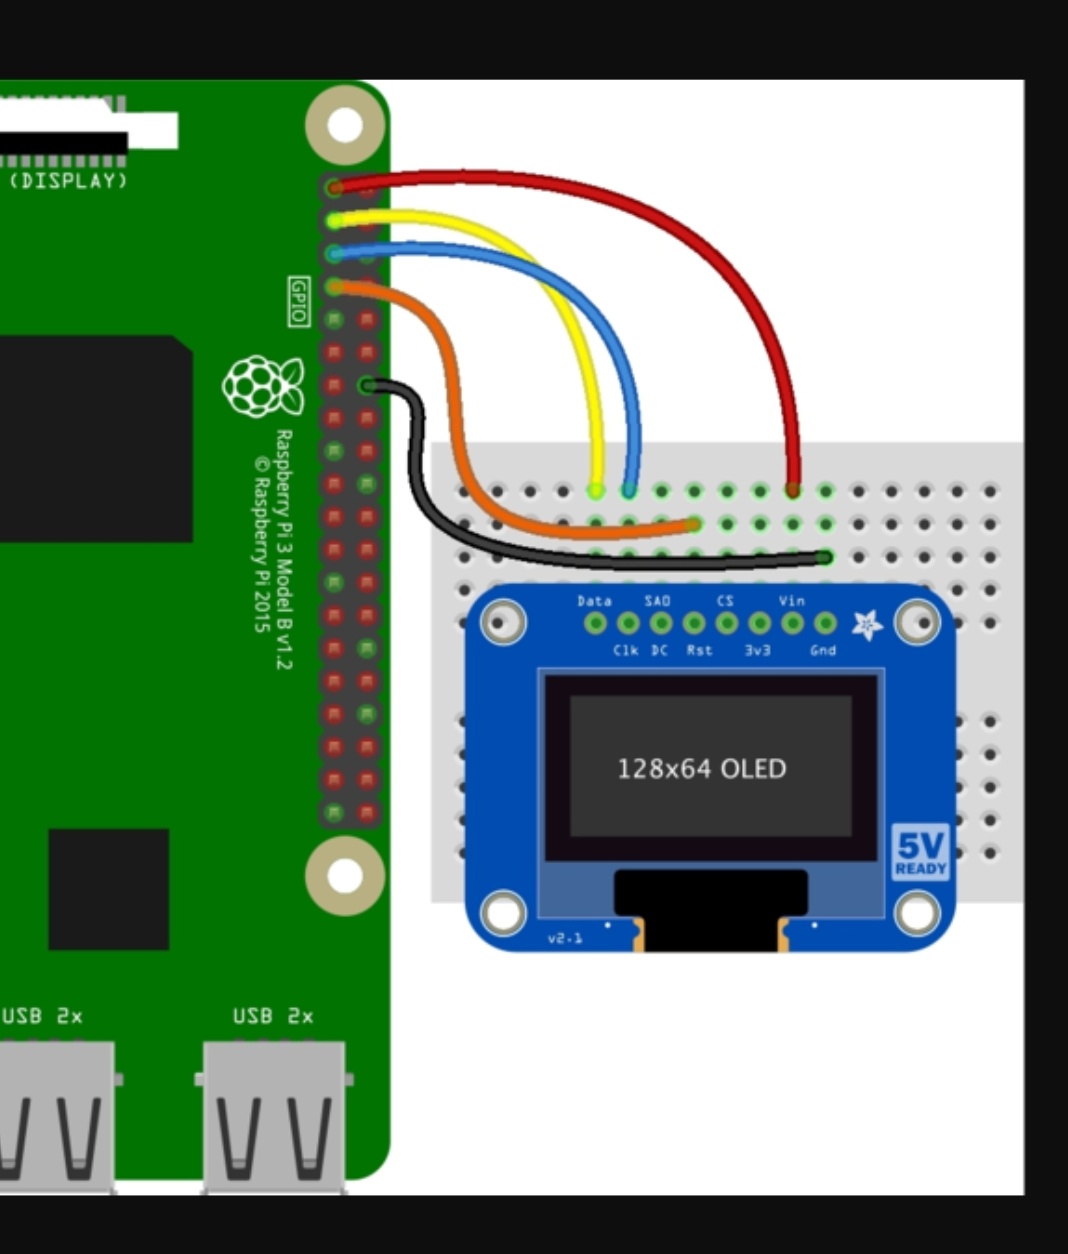 (DISPLAY)
GPIO
Raspberry Pi 3 Model B v1.2
© Raspberry Pi 2015
Data SA0 CS Vin
Clk DC Rst 3v3 Gnd
128x64 OLED
5V
READY
v2.1
USB 2x
USB 2x